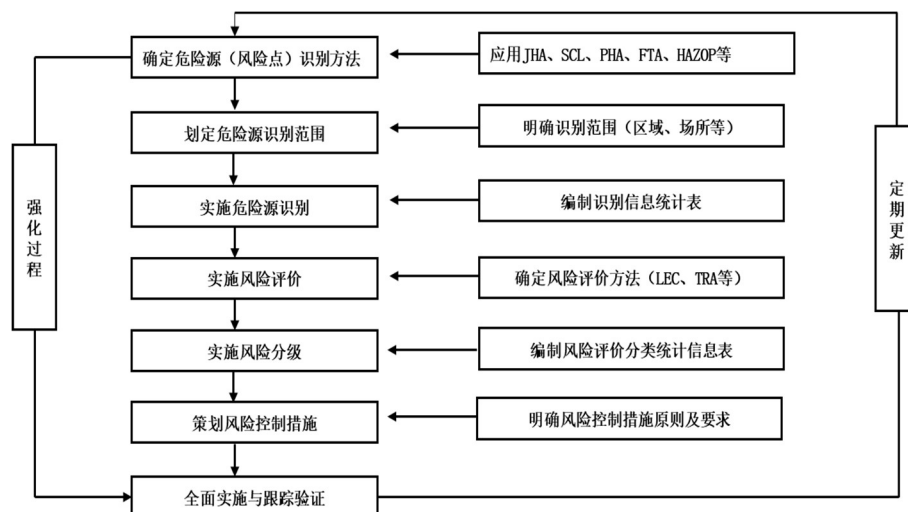 确定危险源（风险点）识别方法
应用JHA、SCL、PHA、FTA、HAZOP等
划定危险源识别范围
明确识别范围（区域、场所等）
实施危险源识别
编制识别信息统计表
强化过程
定期更新
实施风险评价
确定风险评价方法（LEC、TRA等）
实施风险分级
编制风险评价分类统计信息表
策划风险控制措施
明确风险控制措施原则及要求
全面实施与跟踪验证